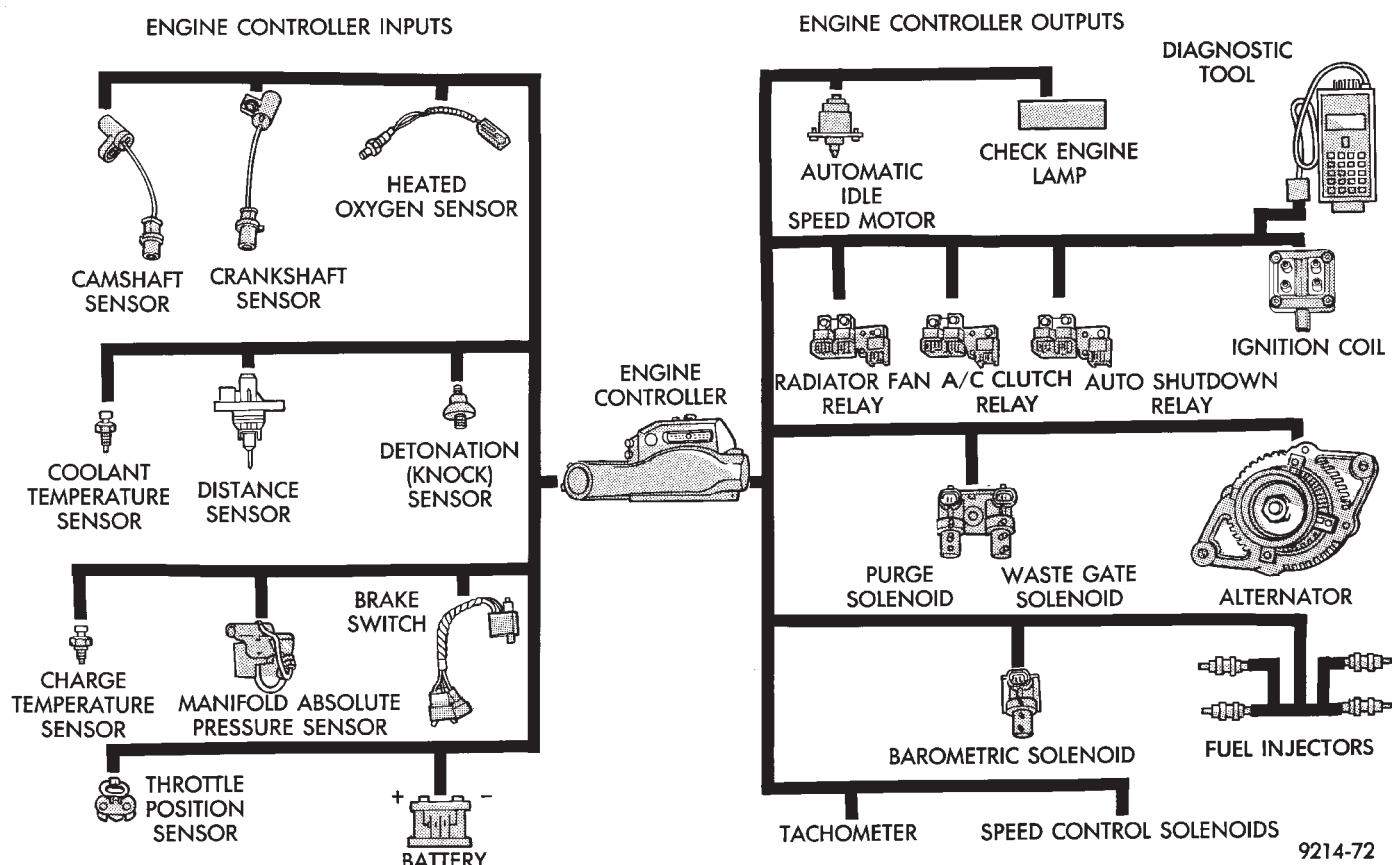 ENGINE CONTROLLER INPUTS
CAMSHAFT
SENSOR
CRANKSHAFT
SENSOR
HEATED
OXYGEN SENSOR
COOLANT
TEMPERATURE
SENSOR
DISTANCE
SENSOR
DETONATION
(KNOCK)
SENSOR
CHARGE
TEMPERATURE
SENSOR
MANIFOLD ABSOLUTE
PRESSURE SENSOR
BRAKE
SWITCH
THROTTLE
POSITION
SENSOR
+ -
BATTERY
ENGINE
CONTROLLER
ENGINE CONTROLLER OUTPUTS
AUTOMATIC
IDLE
SPEED MOTOR
CHECK ENGINE
LAMP
DIAGNOSTIC
TOOL
RADIATOR FAN
RELAY
A/C CLUTCH
RELAY
AUTO SHUTDOWN
RELAY
IGNITION COIL
PURGE
SOLENOID
WASTE GATE
SOLENOID
ALTERNATOR
BAROMETRIC SOLENOID
FUEL INJECTORS
TACHOMETER
SPEED CONTROL SOLENOIDS
9214-72